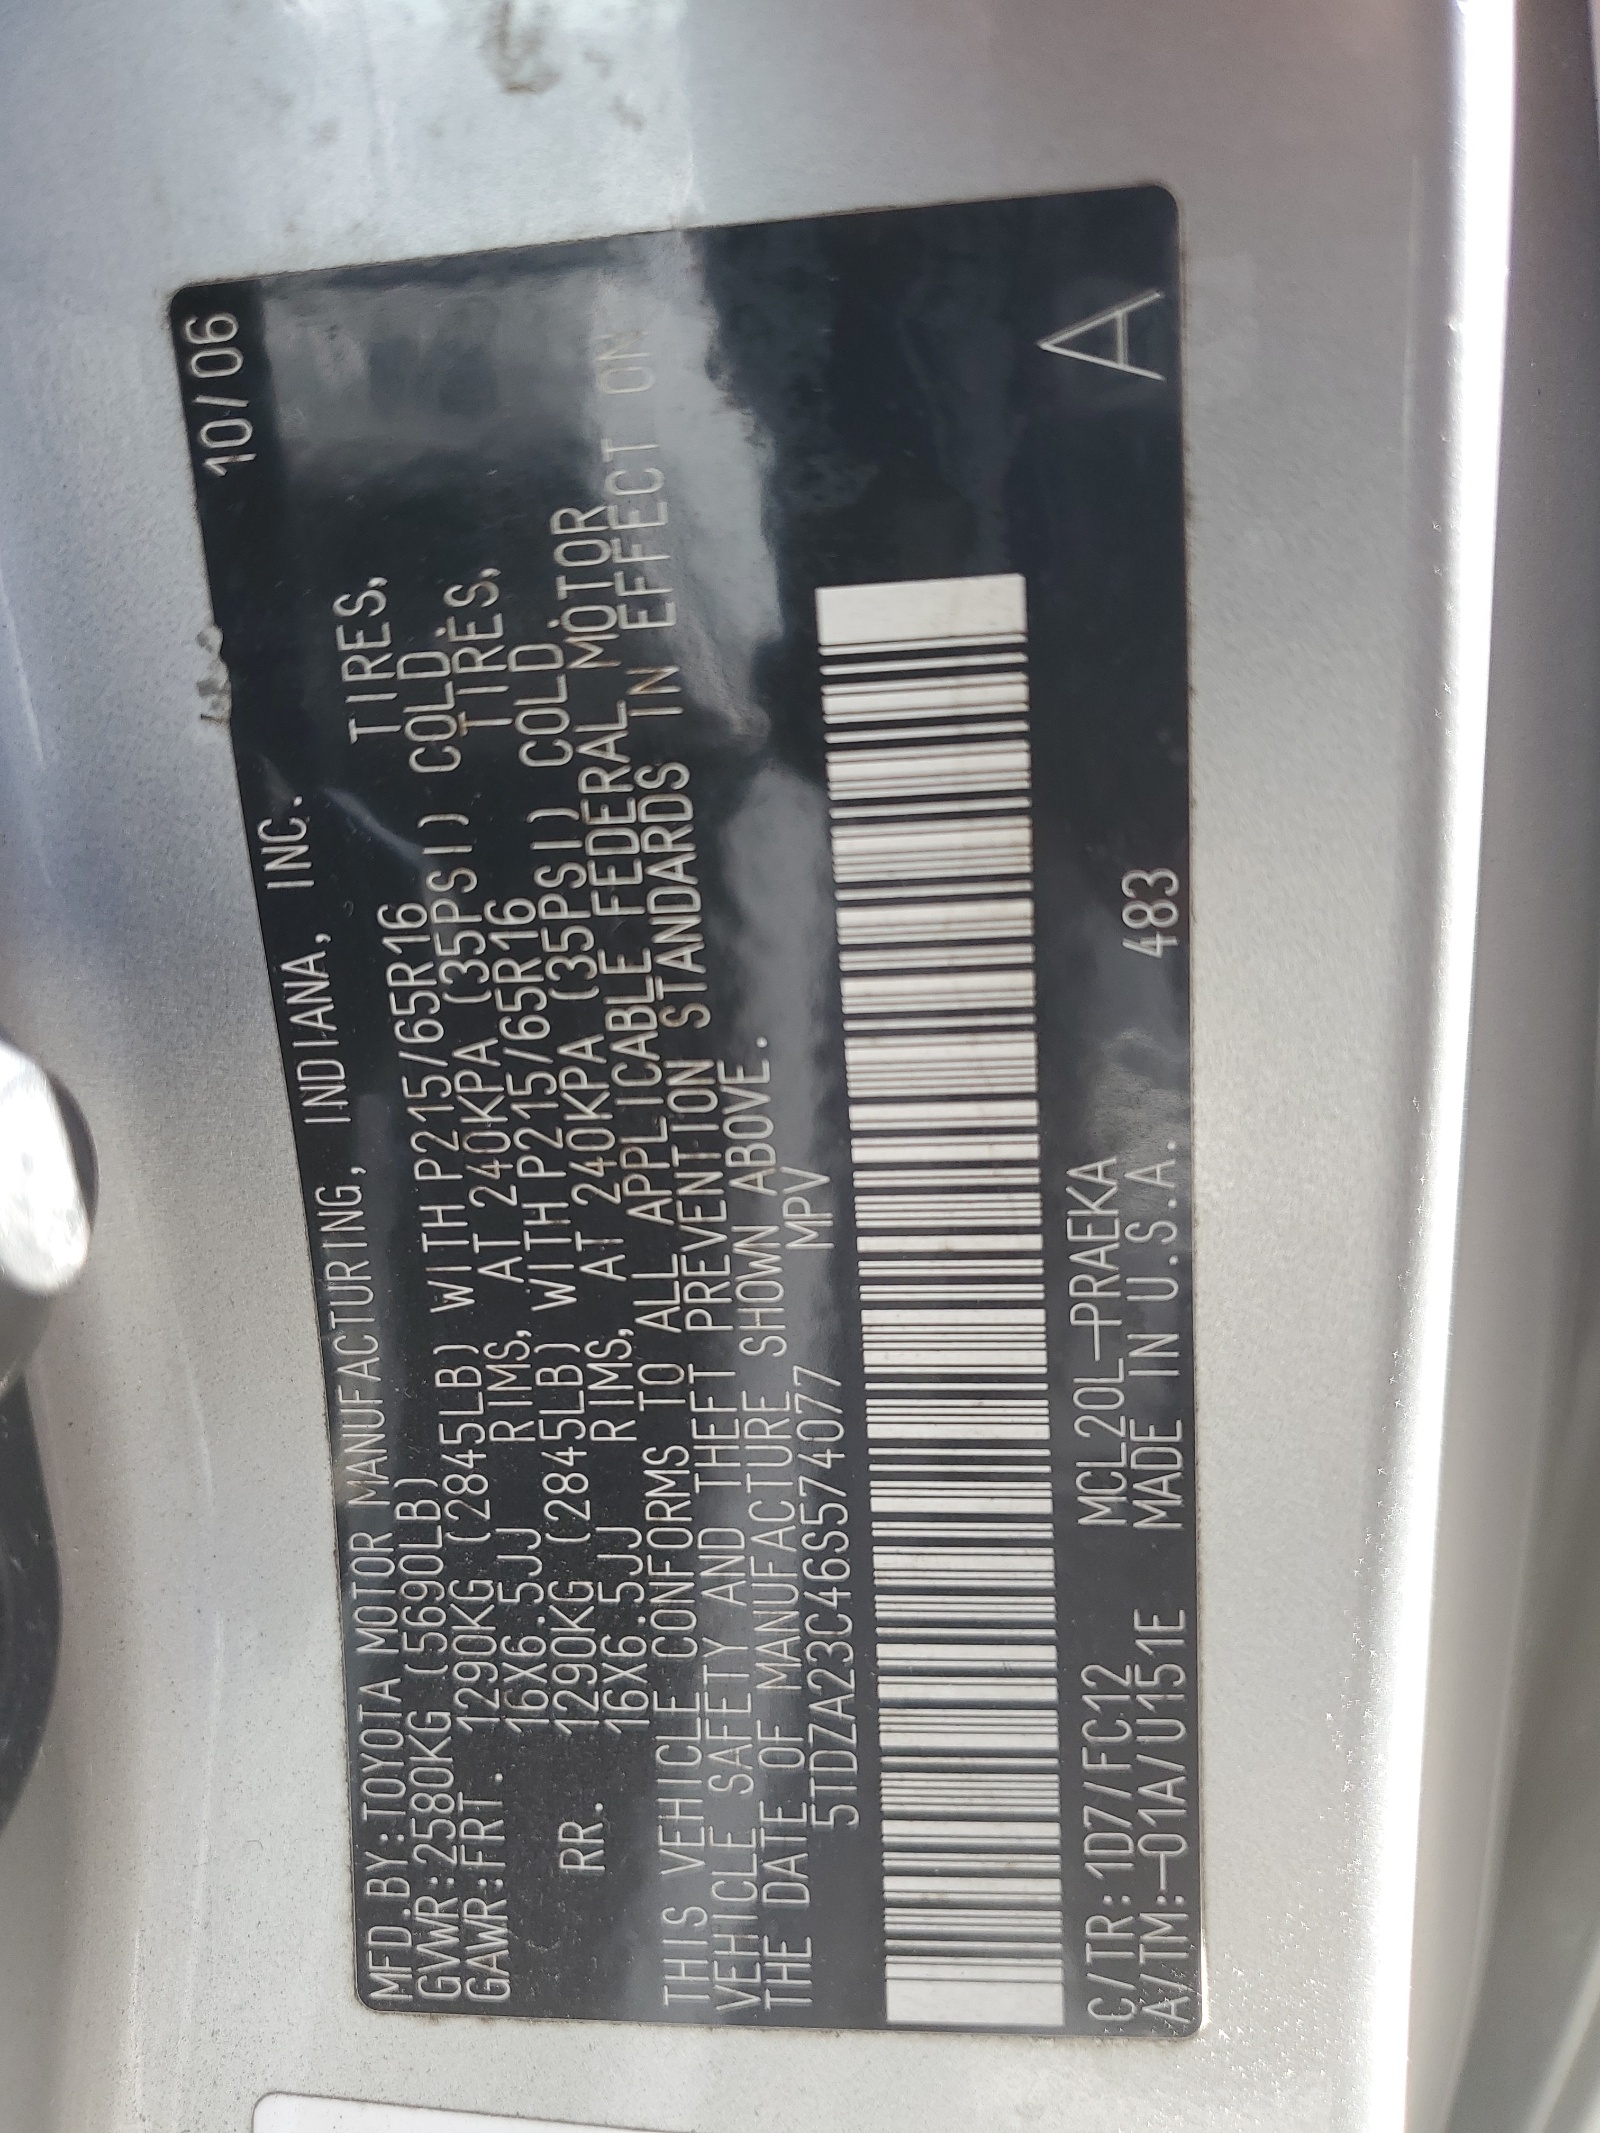 MFD.BY:TOYOTA MOTOR MANUFACTURING, INDIANA, INC. 10/06
GVWR:2580KG(5690LB)
GAWR:FRT. 1290KG(2845LB) WITH P215/65R16 TIRES,
16X6.5JJ RIMS, AT 240KPA (35PSI) COLD.
RR. 1290KG(2845LB) WITH P215/65R16 TIRES,
16X6.5JJ RIMS, AT 240KPA (35PSI) COLD.
THIS VEHICLE CONFORMS TO ALL APPLICABLE FEDERAL MOTOR
VEHICLE SAFETY AND THEFT PREVENTION STANDARDS IN EFFECT ON
THE DATE OF MANUFACTURE SHOWN ABOVE.
5TDZA23C46S574077 MPV
C/TR:1D7/FC12 MCL20L-PRAEKA
A/TM:-01A/U151E MADE IN U.S.A. 483
A